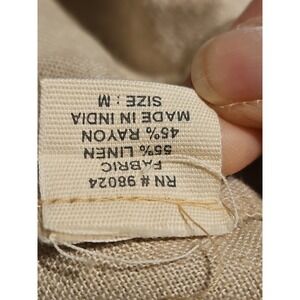 RN # 98024
FABRIC
55% LINEN
45% RAYON
MADE IN INDIA
SIZE : M